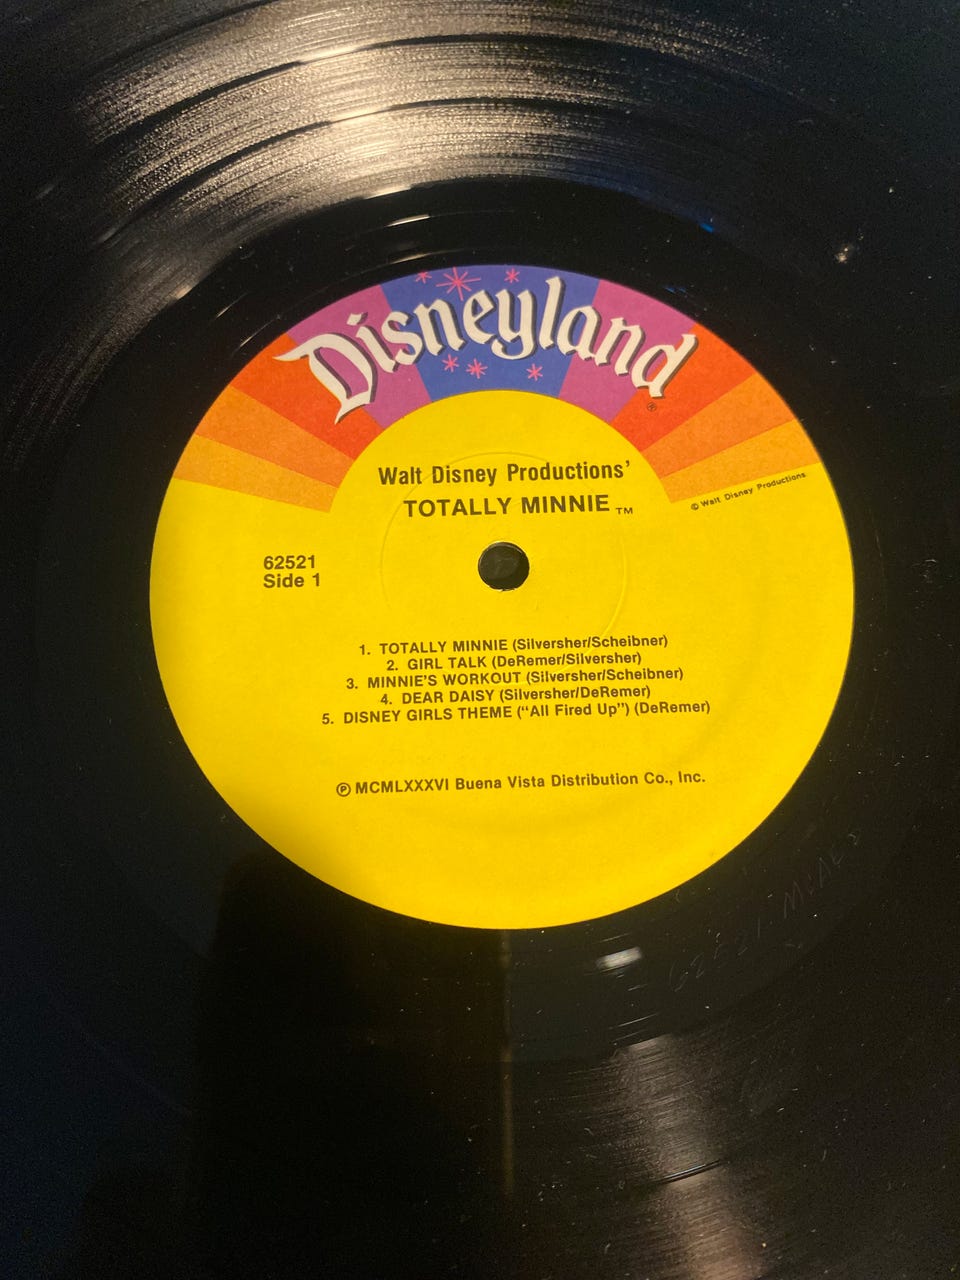 Disneyland®
Walt Disney Productions'
TOTALLY MINNIE™
© Walt Disney Productions
62521
Side 1
1. TOTALLY MINNIE (Silversher/Scheibner)
2. GIRL TALK (DeRemer/Silversher)
3. MINNIE'S WORKOUT (Silversher/Scheibner)
4. DEAR DAISY (Silversher/DeRemer)
5. DISNEY GIRLS THEME ("All Fired Up") (DeRemer)
℗ MCMLXXXVI Buena Vista Distribution Co., Inc.
62521